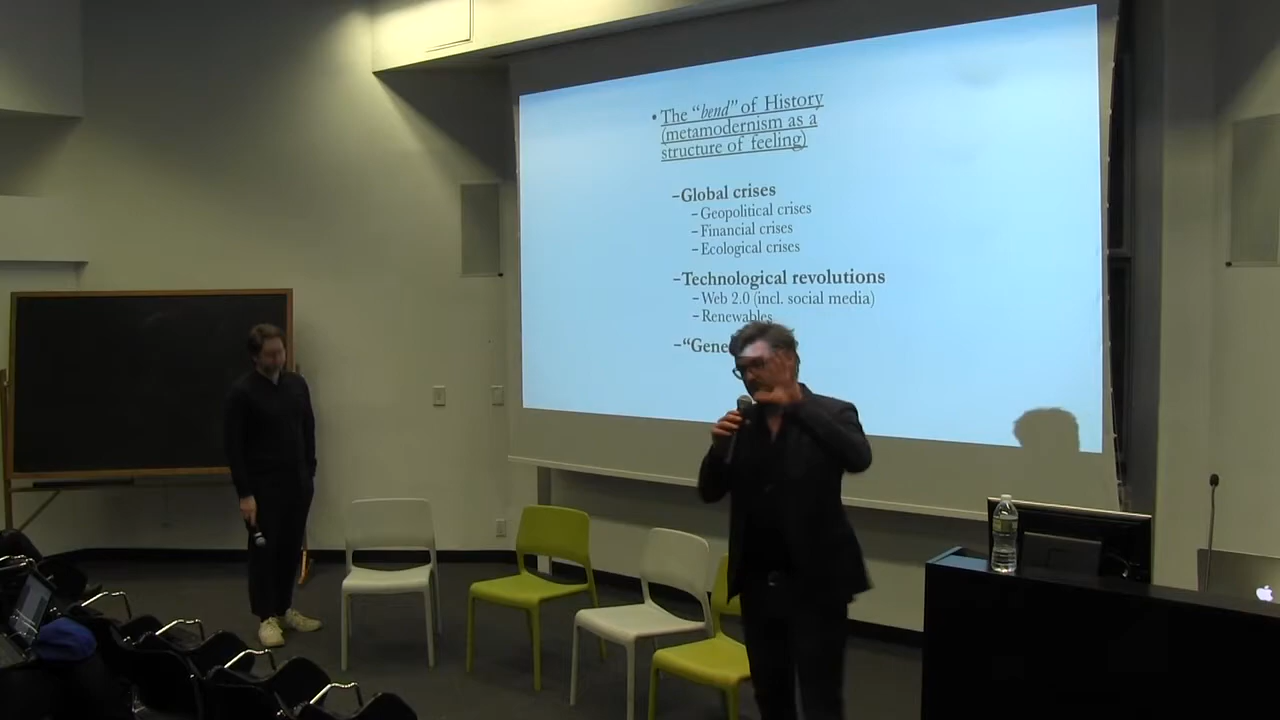 • The “bend” of History
(metamodernism as a
structure of feeling)
–Global crises
–Geopolitical crises
–Financial crises
–Ecological crises
–Technological revolutions
–Web 2.0 (incl. social media)
–Renewables